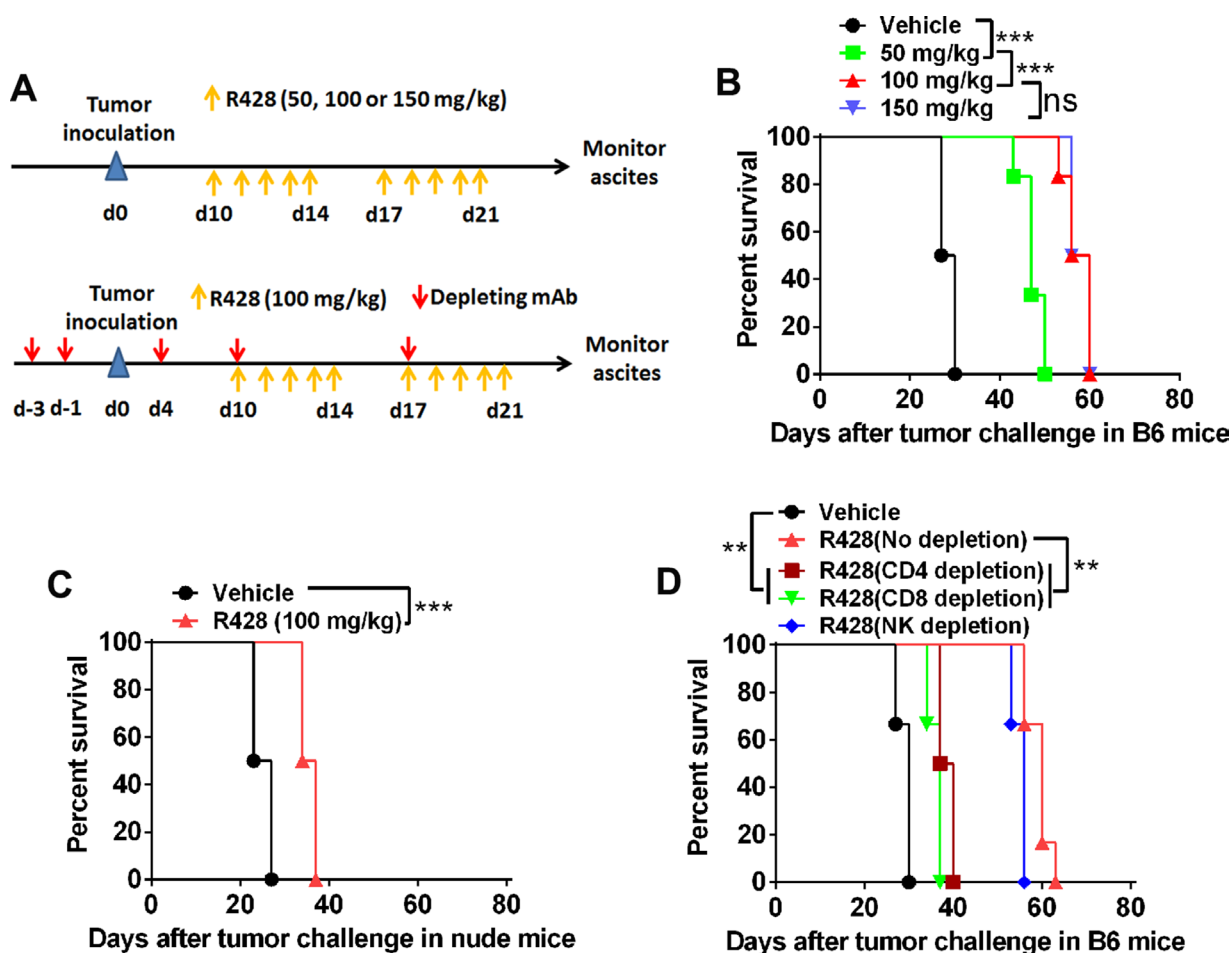 A
Tumor
inoculation
R428 (50, 100 or 150 mg/kg)
Monitor
ascites
d0
d10
d14
d17
d21
Tumor
inoculation
R428 (100 mg/kg)
Depleting mAb
Monitor
ascites
d-3
d-1
d0
d4
d10
d14
d17
d21
B
Vehicle
50 mg/kg
100 mg/kg
150 mg/kg
***
***
ns
Percent survival
100
80
60
40
20
0
0 20 40 60 80
Days after tumor challenge in B6 mice
C
Vehicle
R428 (100 mg/kg)
***
Percent survival
100
80
60
40
20
0
0 20 40 60 80
Days after tumor challenge in nude mice
D
Vehicle
R428(No depletion)
R428(CD4 depletion)
R428(CD8 depletion)
R428(NK depletion)
**
**
Percent survival
100
80
60
40
20
0
0 20 40 60 80
Days after tumor challenge in B6 mice